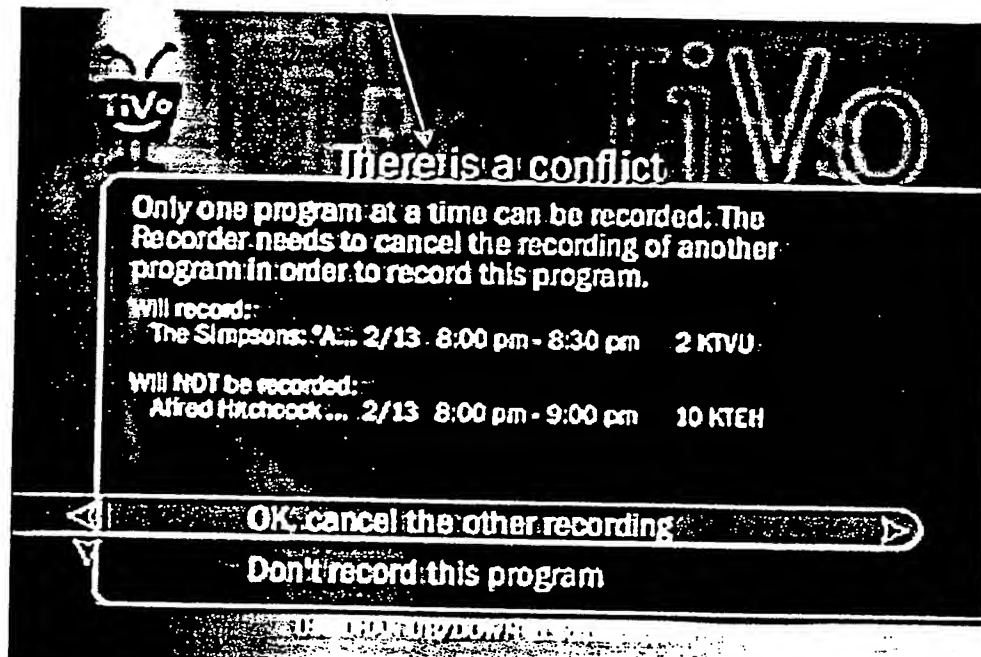 TiVo
TiVo
There is a conflict
Only one program at a time can be recorded. The
Recorder needs to cancel the recording of another
program in order to record this program.
Will record:
The Simpsons: "A... 2/13 8:00 pm - 8:30 pm 2 KTVU
Will NOT be recorded:
Alfred Hitchcock ... 2/13 8:00 pm - 9:00 pm 10 KTEH
OK, cancel the other recording
Don't record this program